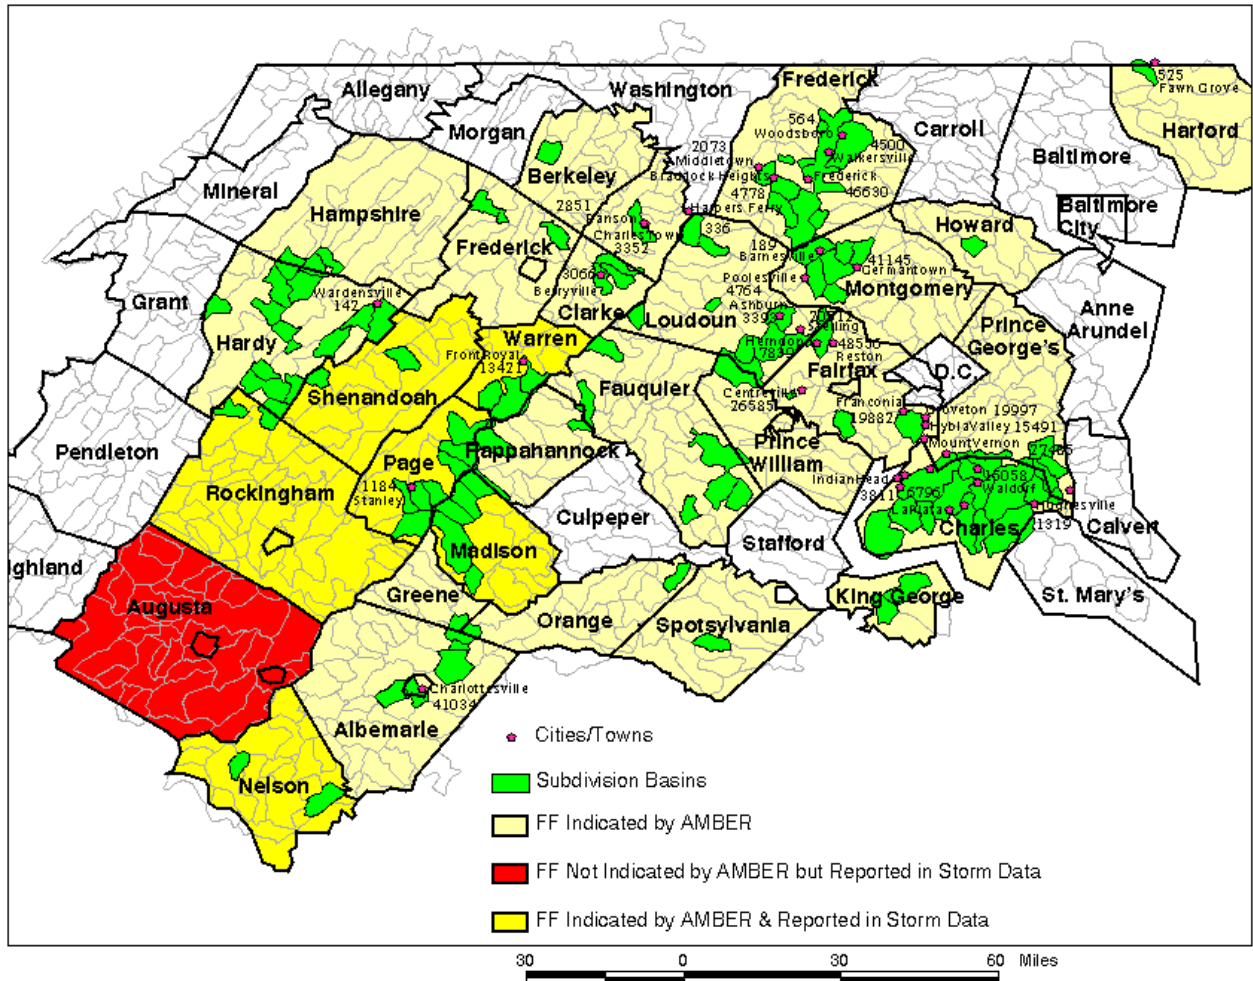 Allegany
Washington
Frederick
525
Fawn Grove
Morgan
Carroll
Harford
564
Woodsboro
4500
Walkersville
2073
Middletown
Braddock Heights
Frederick
46630
Baltimore
Mineral
Berkeley
4778
Harpers Ferry
336
Baltimore
City
Hampshire
2851
Ranson
Charles Town
3352
Howard
Frederick
189
Barnesville
41145
Germantown
Poolesville
4764
Montgomery
3066
Berryville
Grant
Wardensville
147
Clarke
Loudoun
Ashburn
3393
Sterling
Anne
Arundel
Prince
George's
Hardy
Warren
Front Royal
13421
Herndon
48556
Reston
Fairfax
D.C.
Shenandoah
Fauquier
Centreville
26585
Franconia
19882
Groveton 19997
Hybla Valley 15491
Mount Vernon
Pendleton
Page
Rappahannock
Prince
William
Rockingham
1184
Stanley
Indian Head
3811
16058
Waldorf
La Plata
Hughesville
1319
Charles
Calvert
Culpeper
Stafford
Madison
ighland
Augusta
Greene
Orange
Spotsylvania
King George
St. Mary's
Charlottesville
41034
Albemarle
Nelson
Cities/Towns
Subdivision Basins
FF Indicated by AMBER
FF Not Indicated by AMBER but Reported in Storm Data
FF Indicated by AMBER & Reported in Storm Data
30 0 30 60 Miles